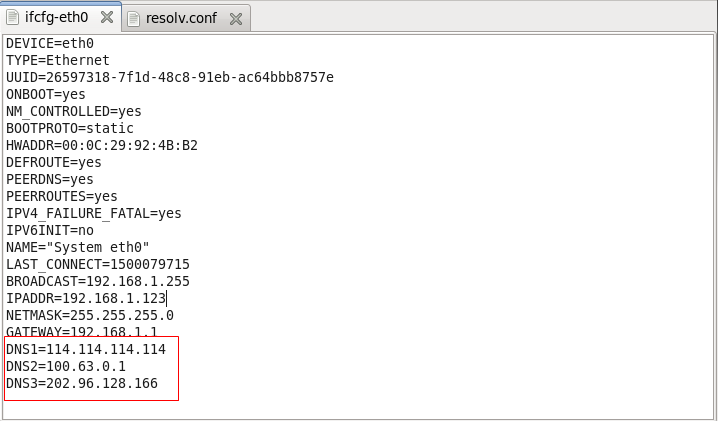 ifcfg-eth0 resolv.conf
DEVICE=eth0
TYPE=Ethernet
UUID=26597318-7f1d-48c8-91eb-ac64bbb8757e
ONBOOT=yes
NM_CONTROLLED=yes
BOOTPROTO=static
HWADDR=00:0C:29:92:4B:B2
DEFROUTE=yes
PEERDNS=yes
PEERROUTES=yes
IPV4_FAILURE_FATAL=yes
IPV6INIT=no
NAME="System eth0"
LAST_CONNECT=1500079715
BROADCAST=192.168.1.255
IPADDR=192.168.1.123
NETMASK=255.255.255.0
GATEWAY=192.168.1.1
DNS1=114.114.114.114
DNS2=100.63.0.1
DNS3=202.96.128.166